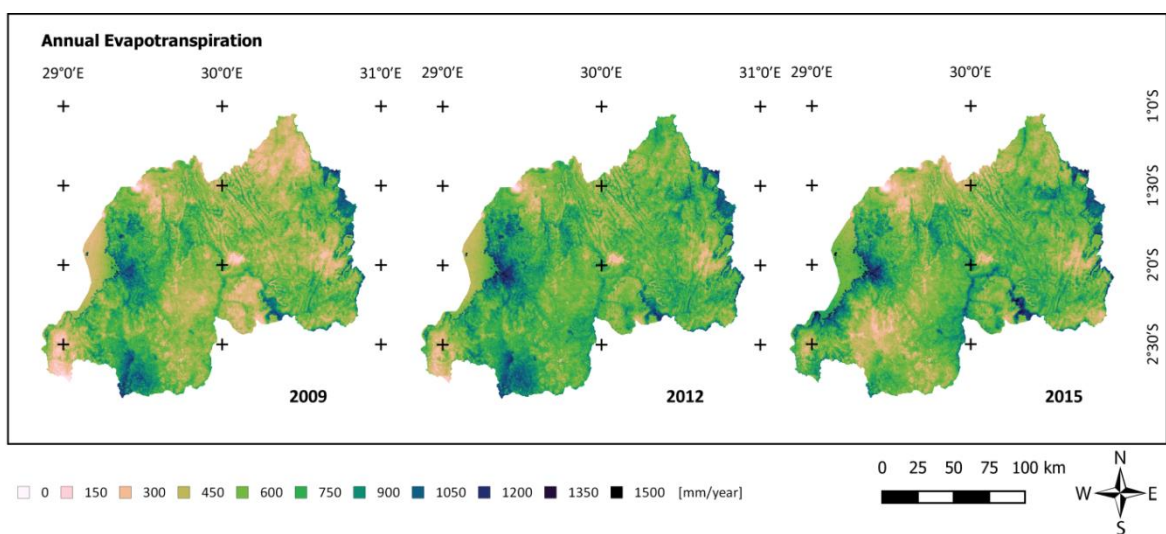 Annual Evapotranspiration
29°0'E 30°0'E 31°0'E 29°0'E 30°0'E 31°0'E 29°0'E 30°0'E
1°0'S
1°30'S
2°0'S
2°30'S
2009 2012 2015
0 25 50 75 100 km
0 150 300 450 600 750 900 1050 1200 1350 1500 [mm/year]
N
W E
S